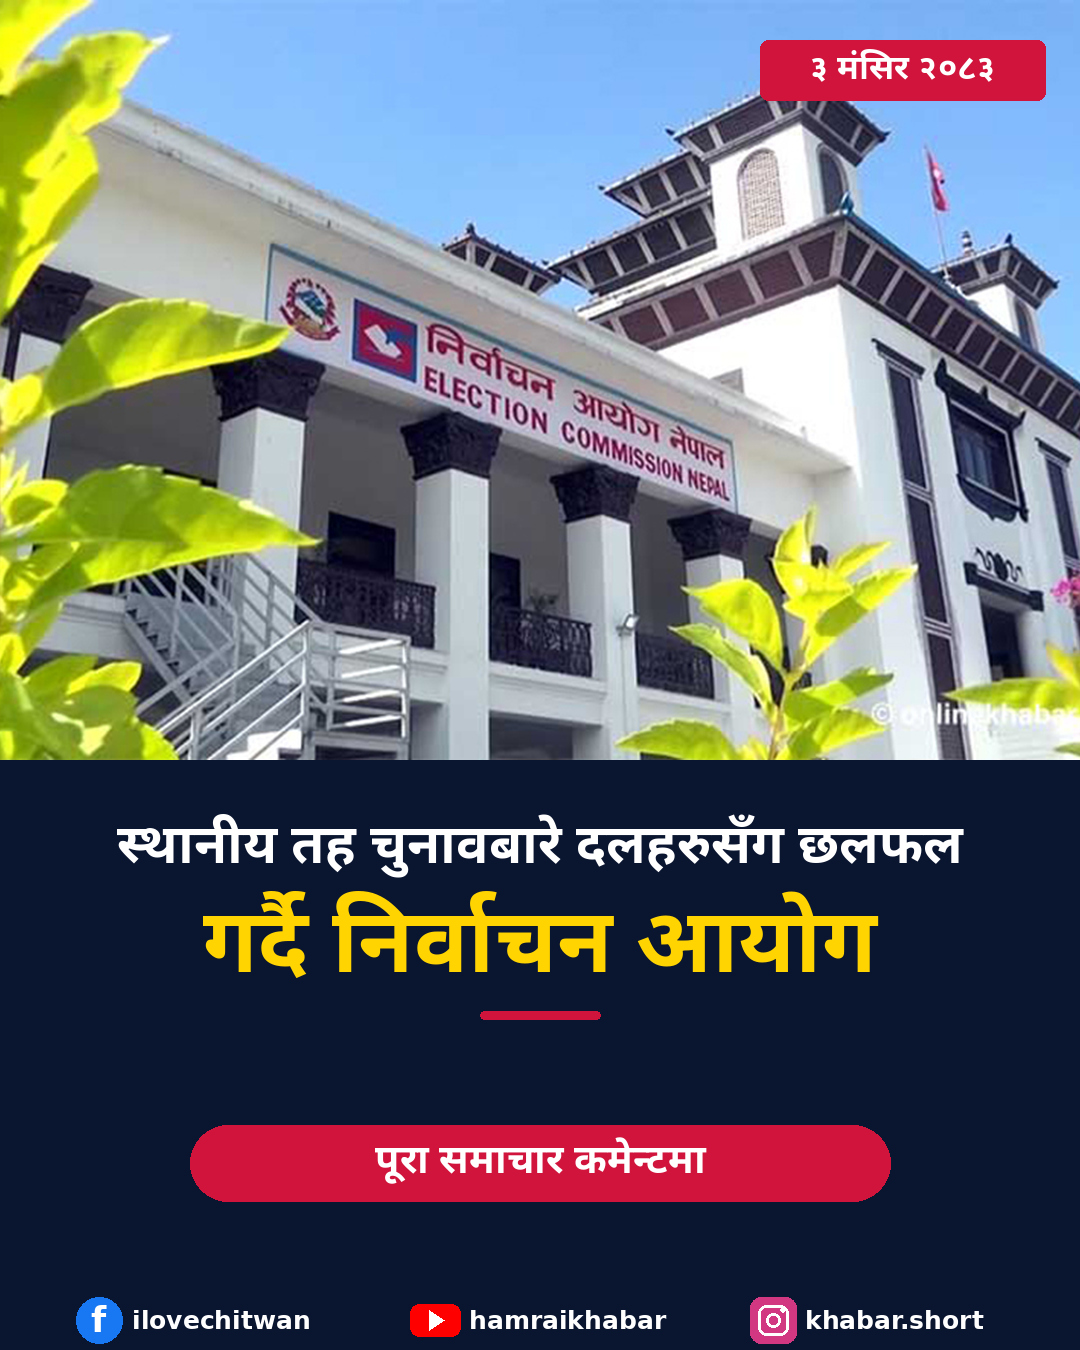 ३ मंसिर २०८३
निर्वाचन आयोग नेपाल
ELECTION COMMISSION NEPAL
© onlinekhabar
स्थानीय तह चुनावबारे दलहरुसँग छलफल
गर्दै निर्वाचन आयोग
पूरा समाचार कमेन्टमा
ilovechitwan
hamraikhabar
khabar.short